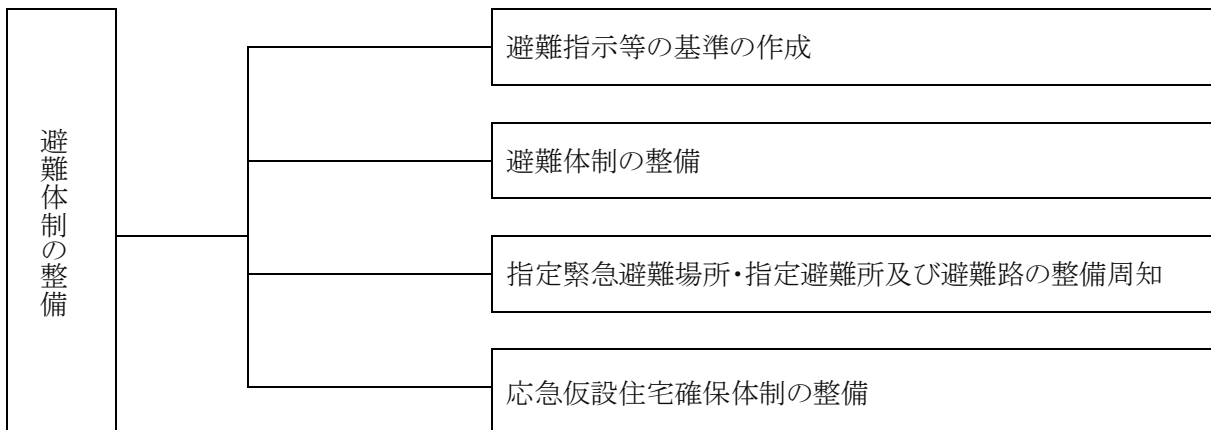 避難体制の整備
避難指示等の基準の作成
避難体制の整備
指定緊急避難場所・指定避難所及び避難路の整備周知
応急仮設住宅確保体制の整備